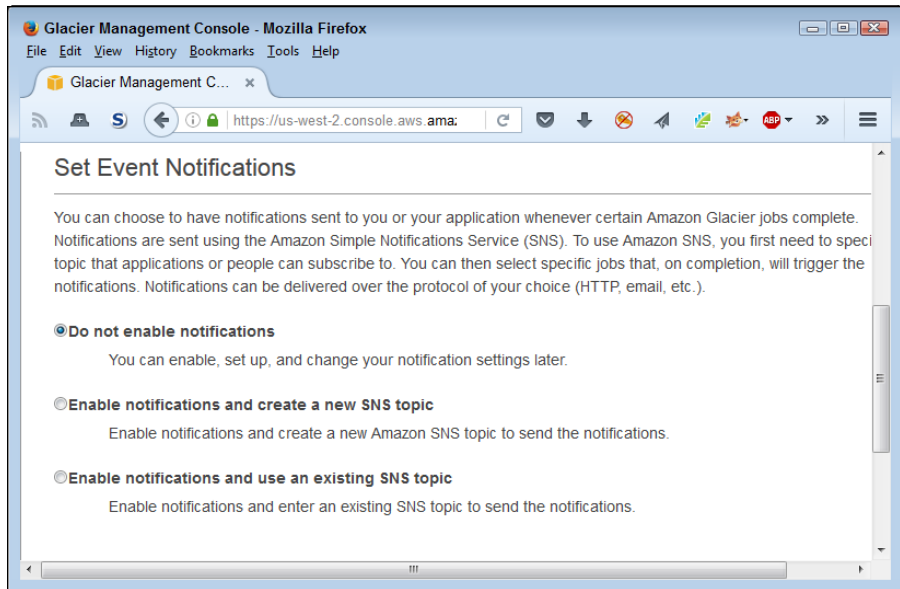 Glacier Management Console - Mozilla Firefox
File Edit View History Bookmarks Tools Help
Glacier Management C... ×
https://us-west-2.console.aws.ama
Set Event Notifications
You can choose to have notifications sent to you or your application whenever certain Amazon Glacier jobs complete.
Notifications are sent using the Amazon Simple Notifications Service (SNS). To use Amazon SNS, you first need to speci
topic that applications or people can subscribe to. You can then select specific jobs that, on completion, will trigger the
notifications. Notifications can be delivered over the protocol of your choice (HTTP, email, etc.).
Do not enable notifications
You can enable, set up, and change your notification settings later.
Enable notifications and create a new SNS topic
Enable notifications and create a new Amazon SNS topic to send the notifications.
Enable notifications and use an existing SNS topic
Enable notifications and enter an existing SNS topic to send the notifications.